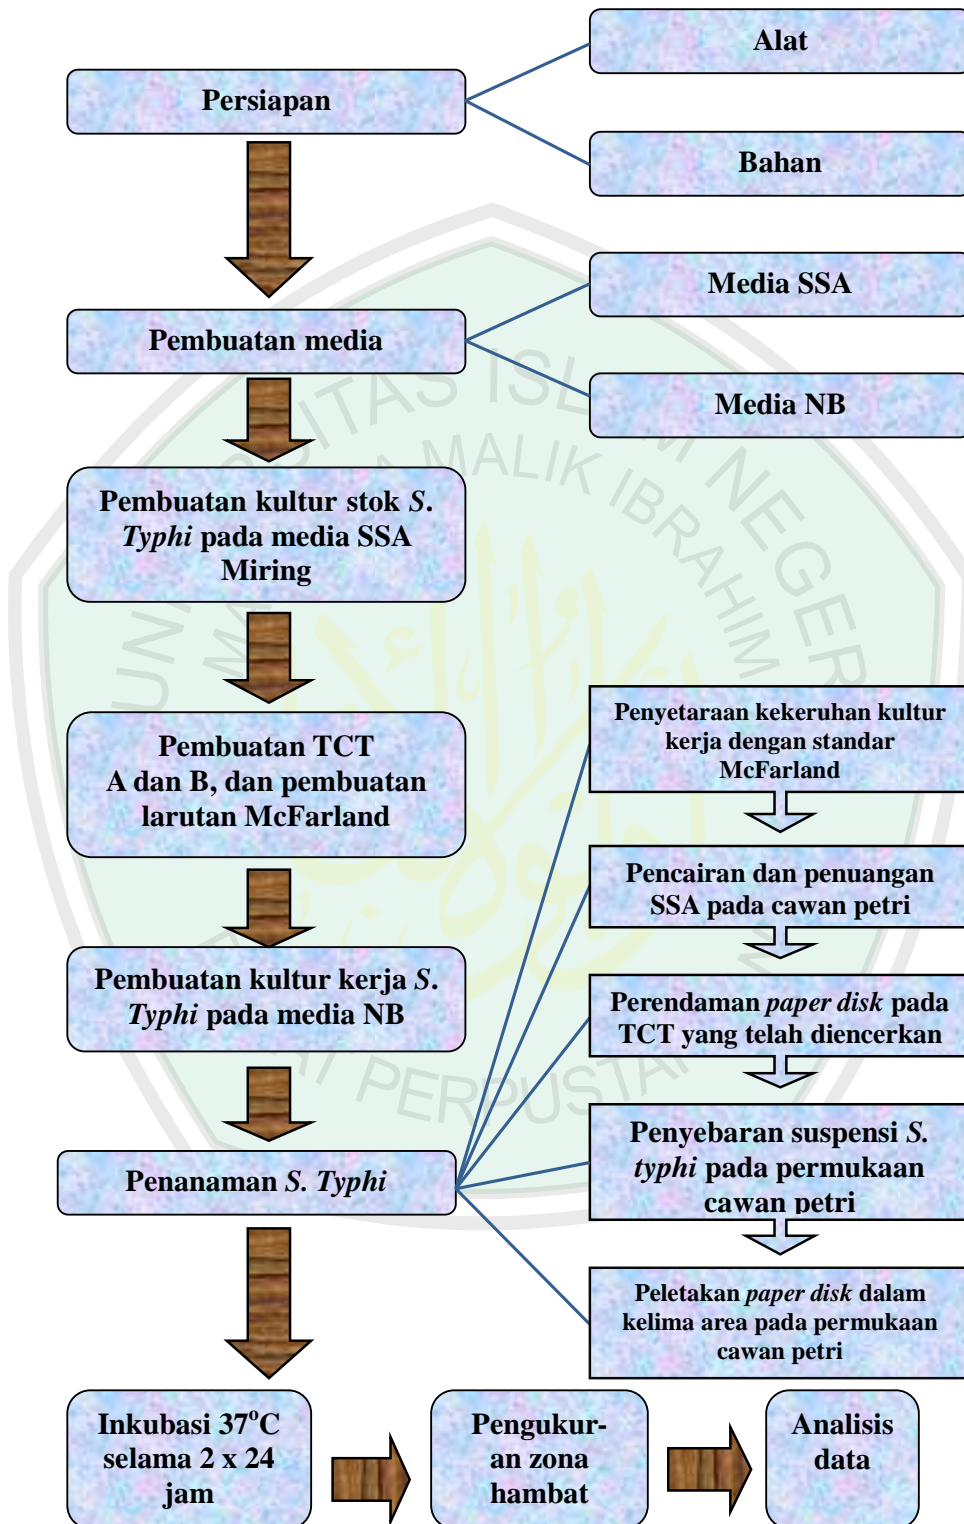 Persiapan
Alat
Bahan
Pembuatan media
Media SSA
Media NB
Pembuatan kultur stok S.
Typhi pada media SSA
Miring
Pembuatan TCT
A dan B, dan pembuatan
larutan McFarland
Pembuatan kultur kerja S.
Typhi pada media NB
Penanaman S. Typhi
Penyetaraan kekeruhan kultur
kerja dengan standar
McFarland
Pencairan dan penuangan
SSA pada cawan petri
Perendaman paper disk pada
TCT yang telah diencerkan
Penyebaran suspensi S.
typhi pada permukaan
cawan petri
Peletakan paper disk dalam
kelima area pada permukaan
cawan petri
Inkubasi 37°C
selama 2 x 24
jam
Pengukur-
an zona
hambat
Analisis
data
MALIK IBRAHIM